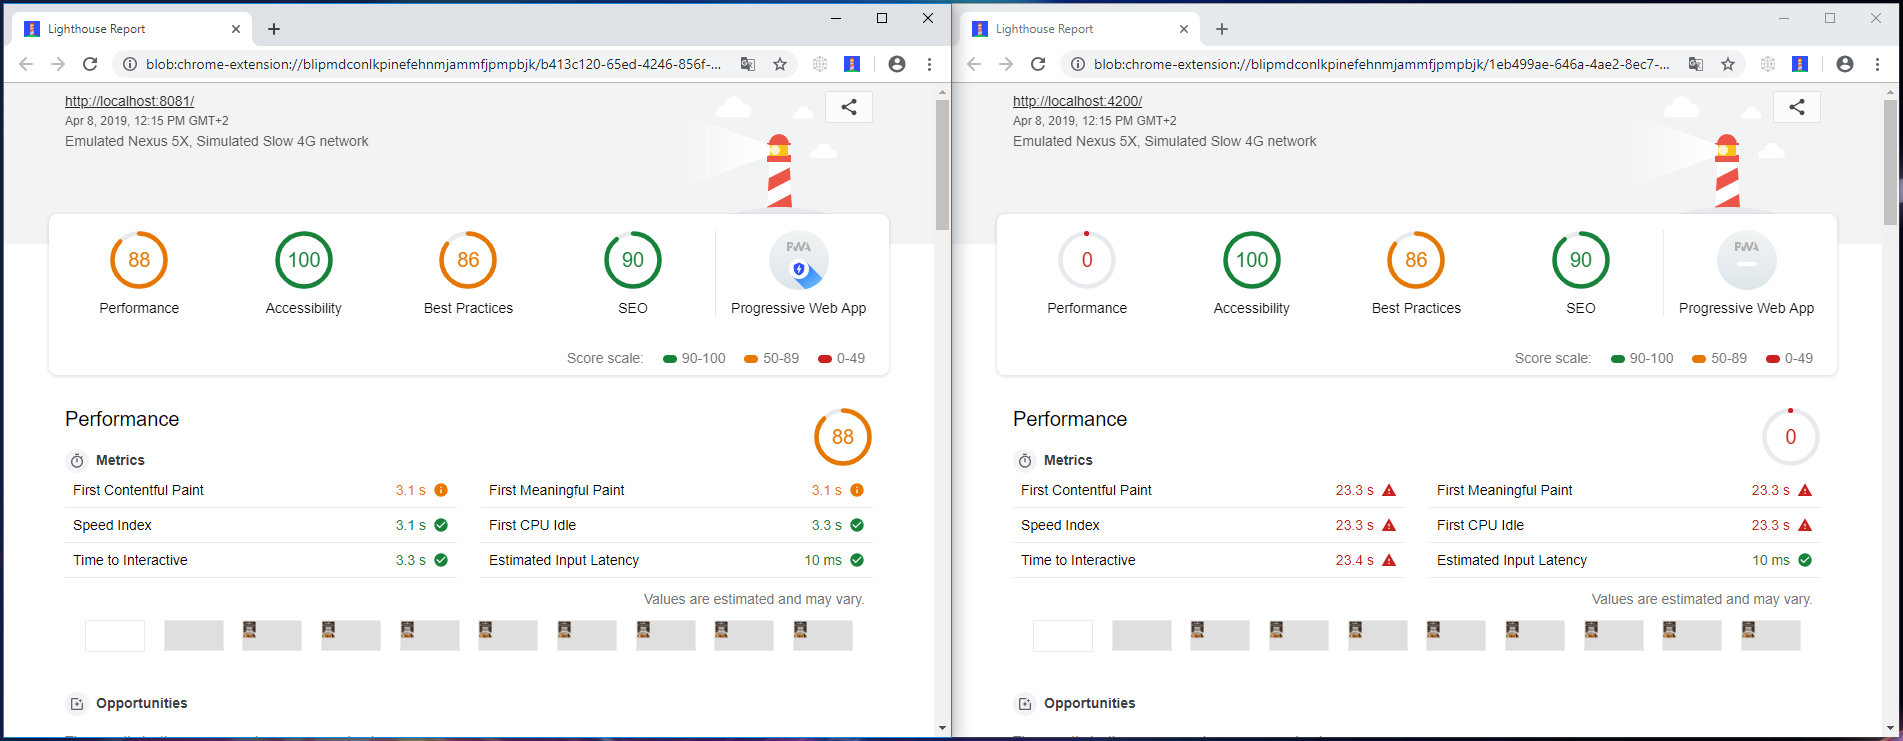 Lighthouse Report
blob:chrome-extension://blipmdconlkpinefehnmjammfjpmpbjk/b413c120-65ed-4246-856f-...
http://localhost:8081/
Apr 8, 2019, 12:15 PM GMT+2
Emulated Nexus 5X, Simulated Slow 4G network
88
Performance
100
Accessibility
86
Best Practices
90
SEO
PWA
Progressive Web App
Score scale: 90-100 50-89 0-49
Performance
88
Metrics
First Contentful Paint 3.1 s
First Meaningful Paint 3.1 s
Speed Index 3.1 s
First CPU Idle 3.3 s
Time to Interactive 3.3 s
Estimated Input Latency 10 ms
Values are estimated and may vary.
Opportunities
Lighthouse Report
blob:chrome-extension://blipmdconlkpinefehnmjammfjpmpbjk/1eb499ae-646a-4ae2-8ec7-...
http://localhost:4200/
Apr 8, 2019, 12:15 PM GMT+2
Emulated Nexus 5X, Simulated Slow 4G network
0
Performance
100
Accessibility
86
Best Practices
90
SEO
PWA
Progressive Web App
Score scale: 90-100 50-89 0-49
Performance
0
Metrics
First Contentful Paint 23.3 s
First Meaningful Paint 23.3 s
Speed Index 23.3 s
First CPU Idle 23.3 s
Time to Interactive 23.4 s
Estimated Input Latency 10 ms
Values are estimated and may vary.
Opportunities